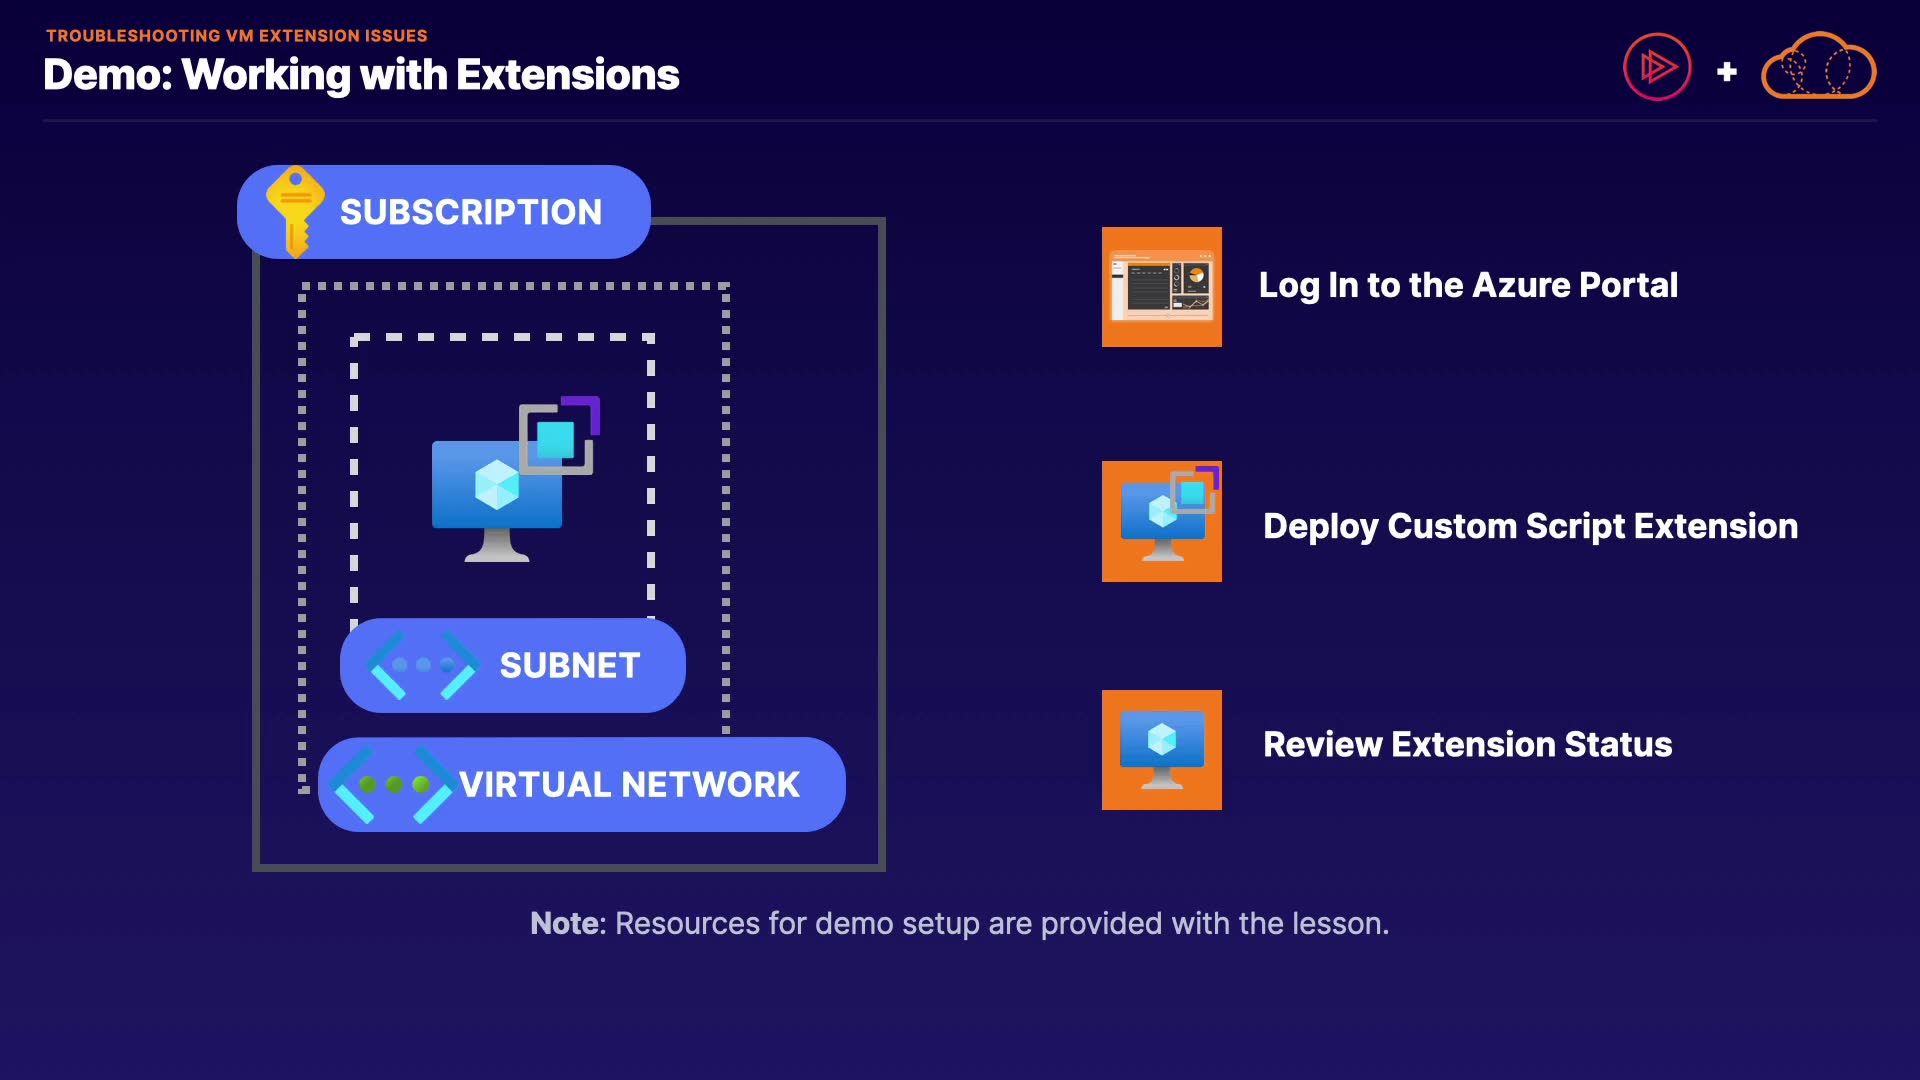 TROUBLESHOOTING VM EXTENSION ISSUES
Demo: Working with Extensions
SUBSCRIPTION
SUBNET
VIRTUAL NETWORK
Log In to the Azure Portal
Deploy Custom Script Extension
Review Extension Status
Note: Resources for demo setup are provided with the lesson.